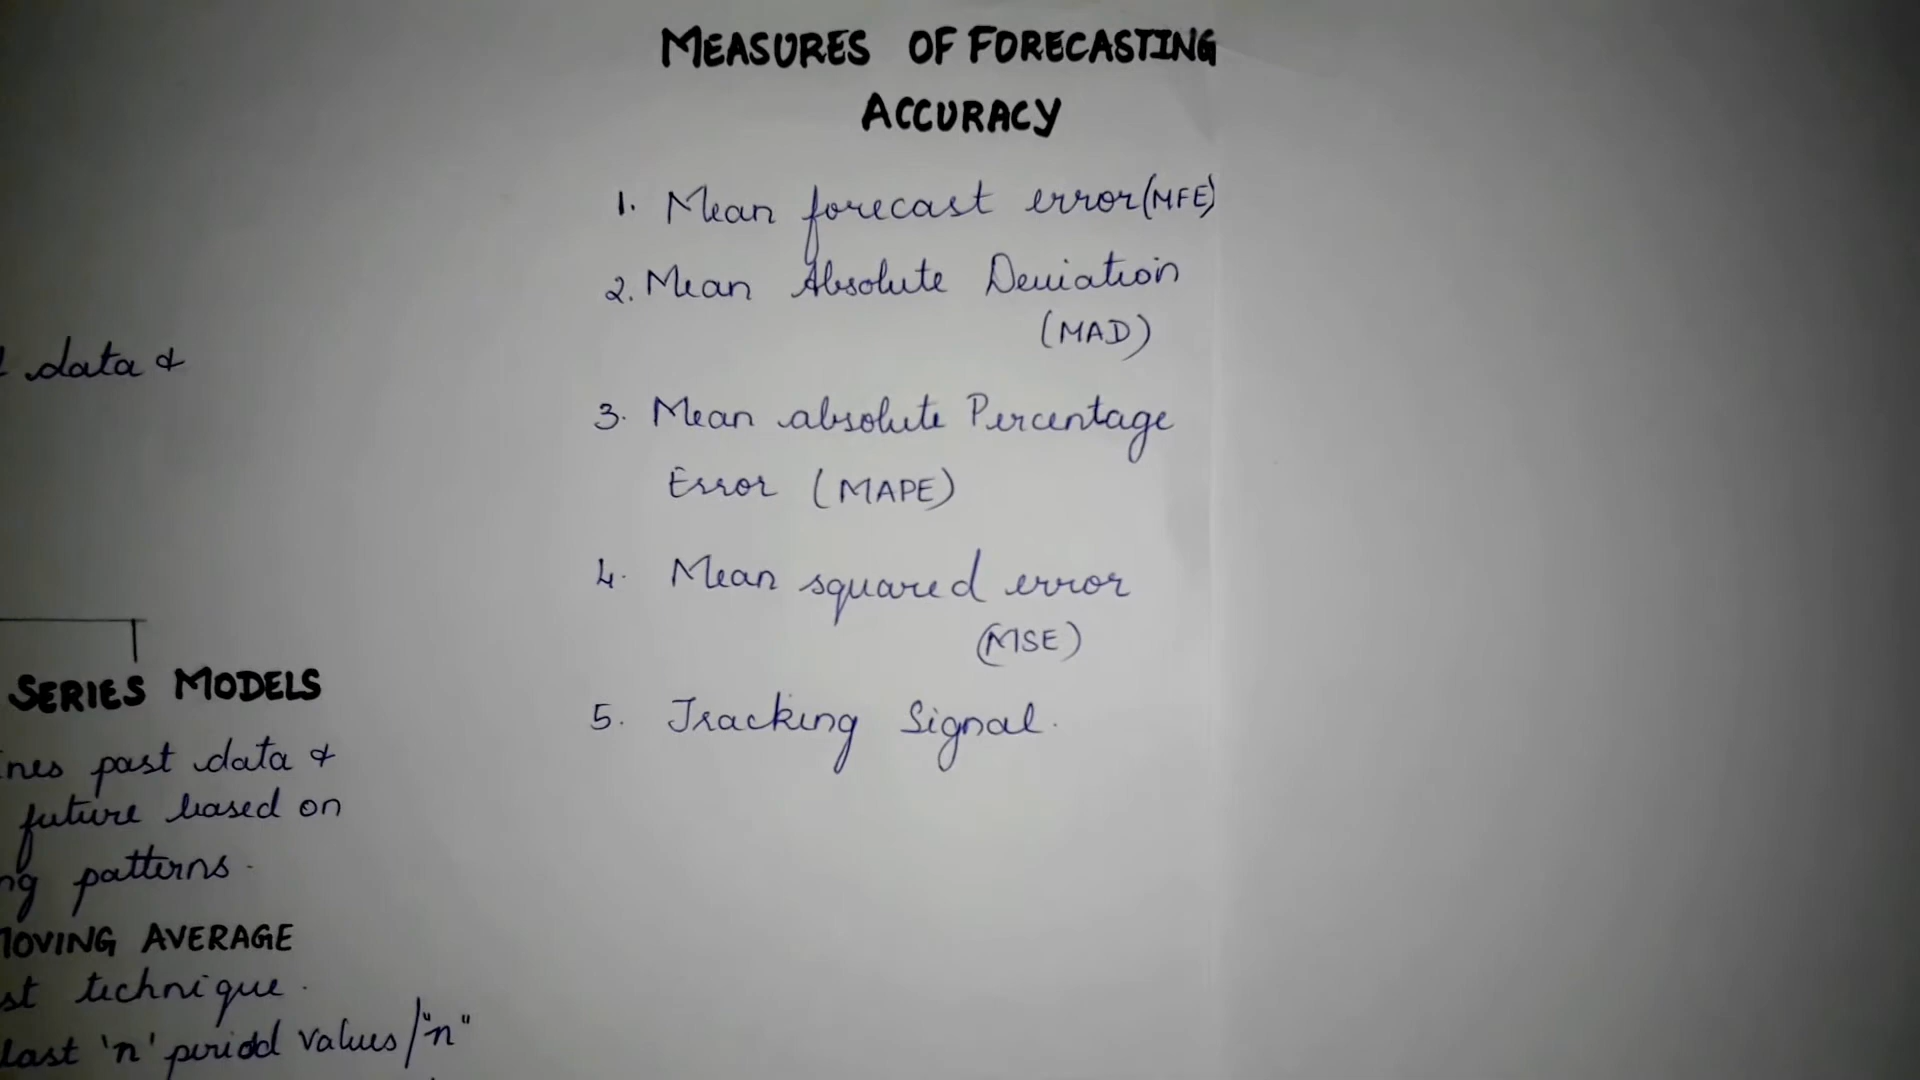 MEASURES OF FORECASTING
ACCURACY
1. Mean forecast error (MFE)
2. Mean Absolute Deviation
(MAD)
3. Mean absolute Percentage
Error (MAPE)
4. Mean squared error
(MSE)
5. Tracking Signal.
data &
SERIES MODELS
past data &
future based on
patterns.
MOVING AVERAGE
technique.
last 'n' period values/"n"